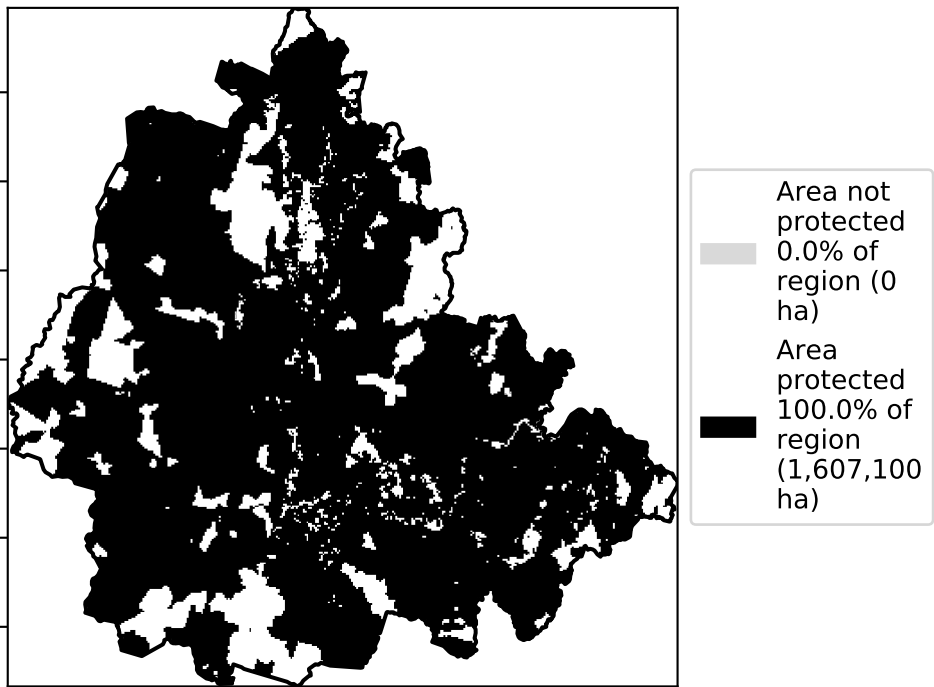 Area not
protected
0.0% of
region (0
ha)
Area
protected
100.0% of
region
(1,607,100
ha)